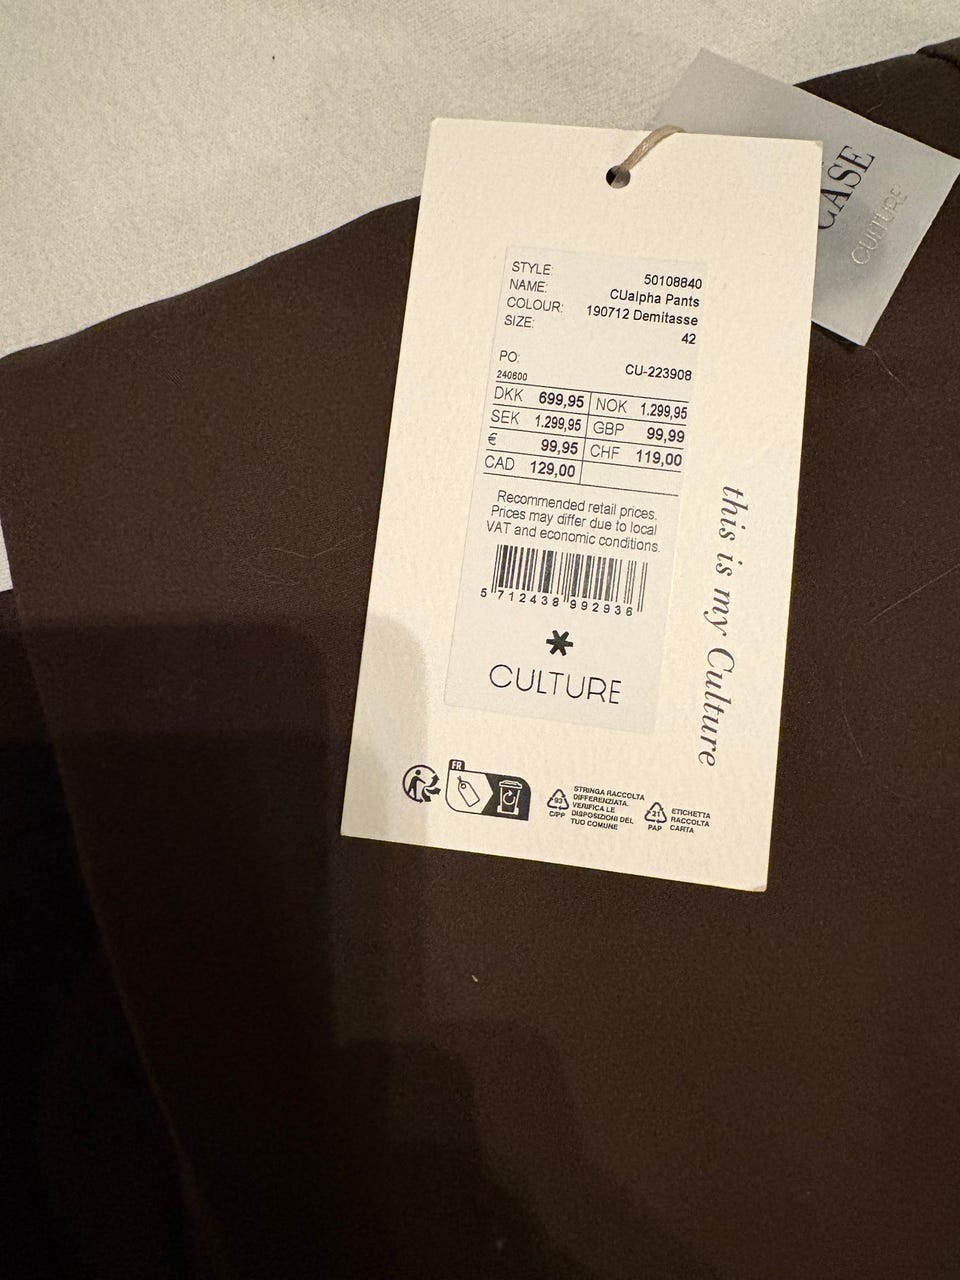 STYLE: 50108840
NAME: CUalpha Pants
COLOUR: 190712 Demitasse
SIZE: 42
PO: CU-223908
240600
DKK 699,95 NOK 1.299,95
SEK 1.299,95 GBP 99,99
€ 99,95 CHF 119,00
CAD 129,00
Recommended retail prices.
Prices may differ due to local
VAT and economic conditions.
5 712438 992936
CULTURE
this is my Culture
FR
93
C/PP
STRINGA RACCOLTA
DIFFERENZIATA.
VERIFICA LE
DISPOSIZIONI DEL
TUO COMUNE
21
PAP
ETICHETTA
RACCOLTA
CARTA
CULTURE